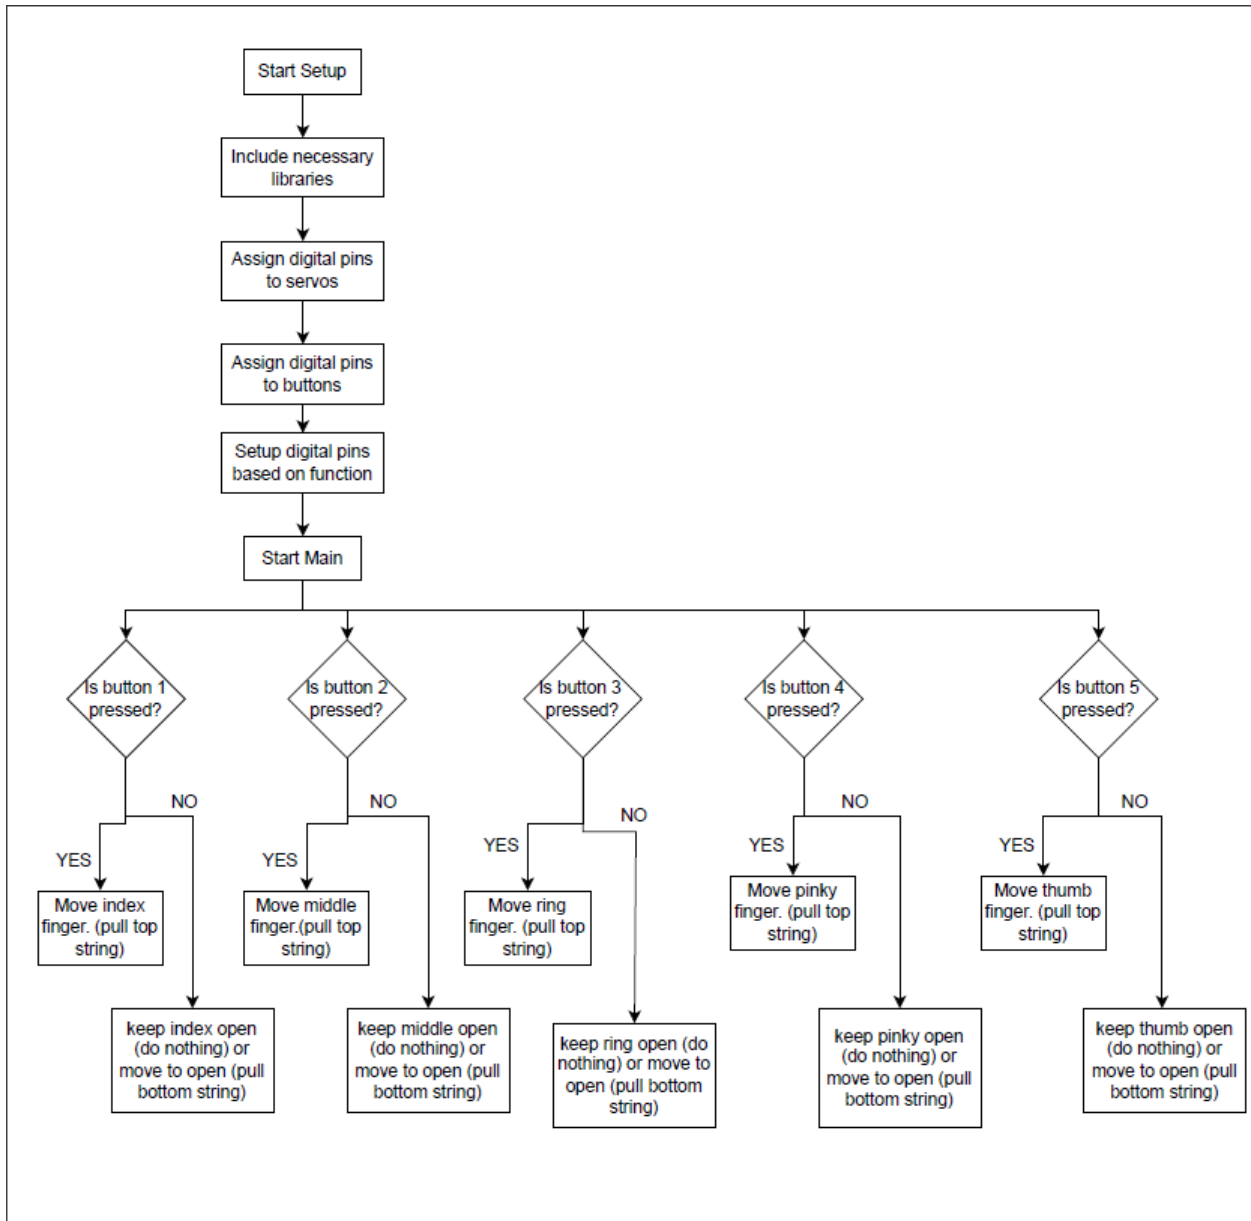 Start Setup
Include necessary
libraries
Assign digital pins
to servos
Assign digital pins
to buttons
Setup digital pins
based on function
Start Main
Is button 1
pressed?
Is button 2
pressed?
Is button 3
pressed?
Is button 4
pressed?
Is button 5
pressed?
NO
NO
NO
NO
NO
YES
YES
YES
YES
YES
Move index
finger. (pull top
string)
Move middle
finger.(pull top
string)
Move ring
finger. (pull top
string)
Move pinky
finger. (pull top
string)
Move thumb
finger. (pull top
string)
keep index open
(do nothing) or
move to open (pull
bottom string)
keep middle open
(do nothing) or
move to open (pull
bottom string)
keep ring open (do
nothing) or move to
open (pull bottom
string)
keep pinky open
(do nothing) or
move to open (pull
bottom string)
keep thumb open
(do nothing) or
move to open (pull
bottom string)